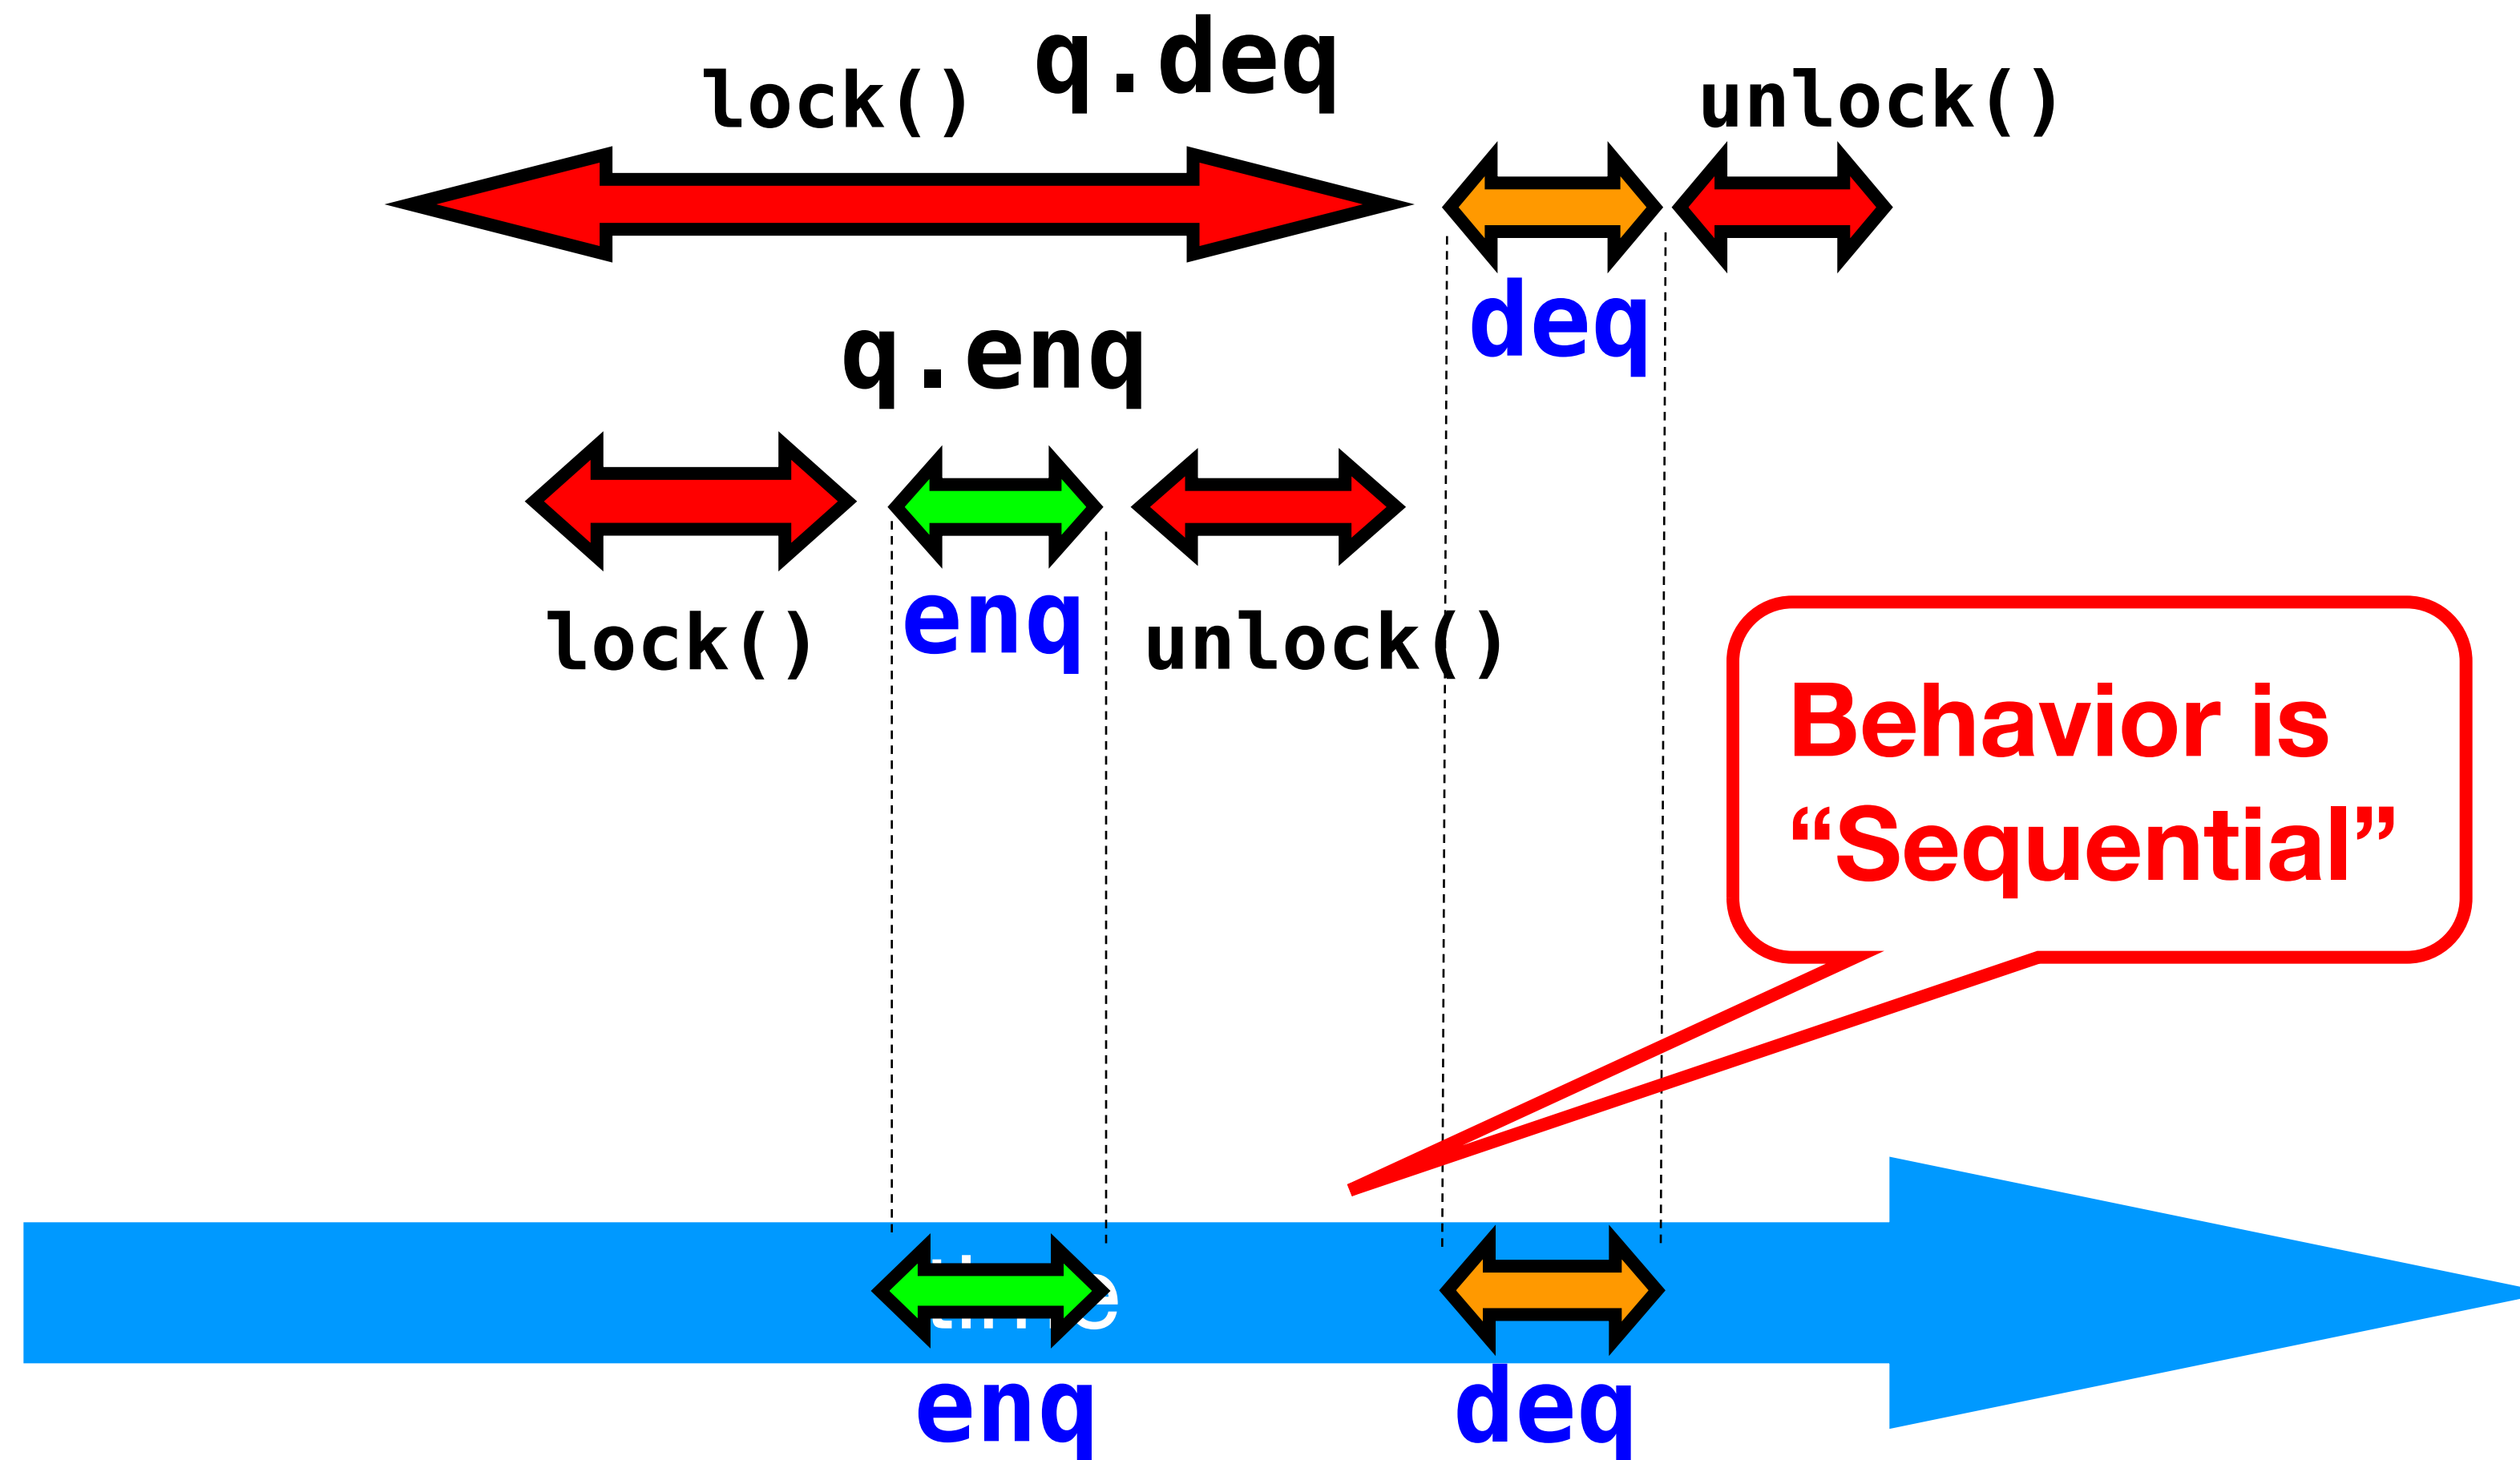 q.deq
lock()
unlock()
deq
q.enq
lock()
enq
unlock()
Behavior is
“Sequential”
enq
deq